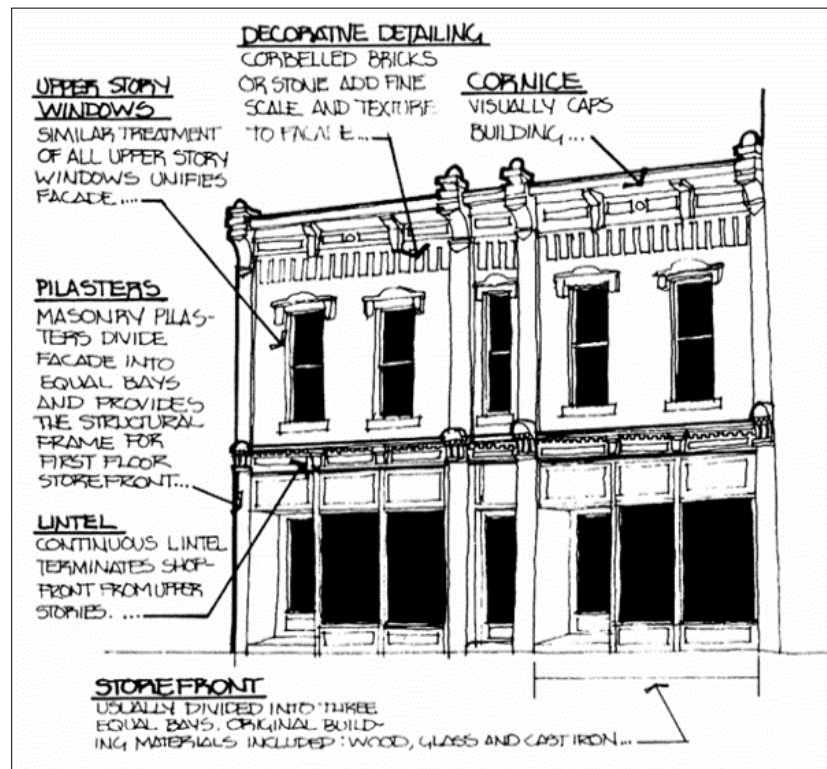 DECORATIVE DETAILING
CORBELLED BRICKS
OR STONE ADD FINE
SCALE AND TEXTURE
TO FACADE...
UPPER STORY
WINDOWS
SIMILAR TREATMENT
OF ALL UPPER STORY
WINDOWS UNIFIES
FACADE....
CORNICE
VISUALLY CAPS
BUILDING...
PILASTERS
MASONRY PILAS-
TERS DIVIDE
FACADE INTO
EQUAL BAYS
AND PROVIDES
THE STRUCTURAL
FRAME FOR
FIRST FLOOR
STOREFRONT...
LINTEL
CONTINUOUS LINTEL
TERMINATES SHOP-
FRONT FROM UPPER
STORIES. ....
STOREFRONT
USUALLY DIVIDED INTO THREE
EQUAL BAYS. ORIGINAL BUILD-
ING MATERIALS INCLUDED: WOOD, GLASS AND CAST IRON...